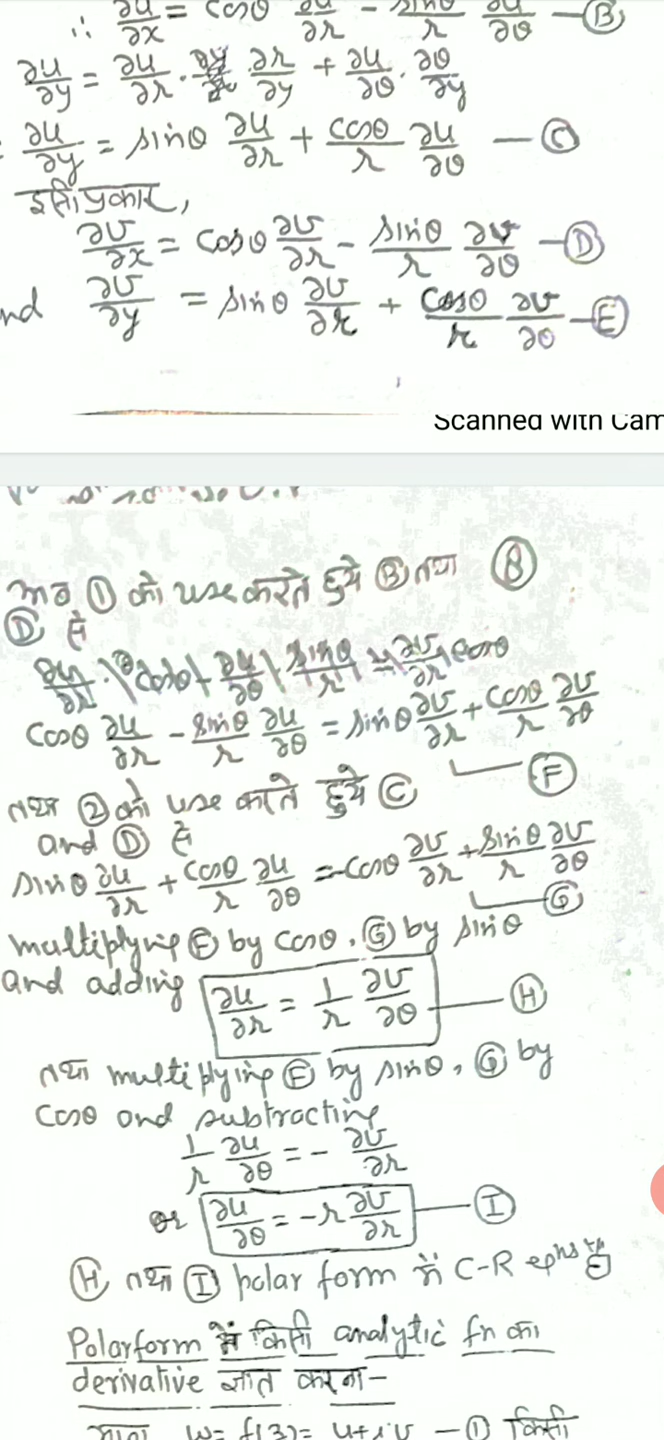 ∴ ∂u/∂x = cosθ ∂u/∂r - sinθ/r ∂u/∂θ —(B)
∂u/∂y = ∂u/∂r · ∂r/∂y + ∂u/∂θ · ∂θ/∂y
∂u/∂y = sinθ ∂u/∂r + cosθ/r ∂u/∂θ —(C)
इसी प्रकार,
∂v/∂x = cosθ ∂v/∂r - sinθ/r ∂v/∂θ —(D)
and ∂v/∂y = sinθ ∂v/∂r + cosθ/r ∂v/∂θ —(E)
Scanned with Cam
अब ① को use करते हुये (B) तथा (B)
(D) से
cosθ ∂u/∂r - sinθ/r ∂u/∂θ = sinθ ∂v/∂r + cosθ/r ∂v/∂θ
—(F)
तथा ② को use करते हुये (C)
and (D) से
sinθ ∂u/∂r + cosθ/r ∂u/∂θ = -cosθ ∂v/∂r + sinθ/r ∂v/∂θ
—(G)
multiplying (F) by cosθ, (G) by sinθ
and adding ∂u/∂r = 1/r ∂v/∂θ —(H)
तथा multiplying (F) by sinθ, (G) by
cosθ and subtracting
1/r ∂u/∂θ = - ∂v/∂r
or ∂u/∂θ = -r ∂v/∂r —(I)
(H) तथा (I) polar form में C-R eqns हैं
Polarform में किसी analytic fn का
derivative ज्ञात करना-
माना w = f(z) = u+iv —① किसी